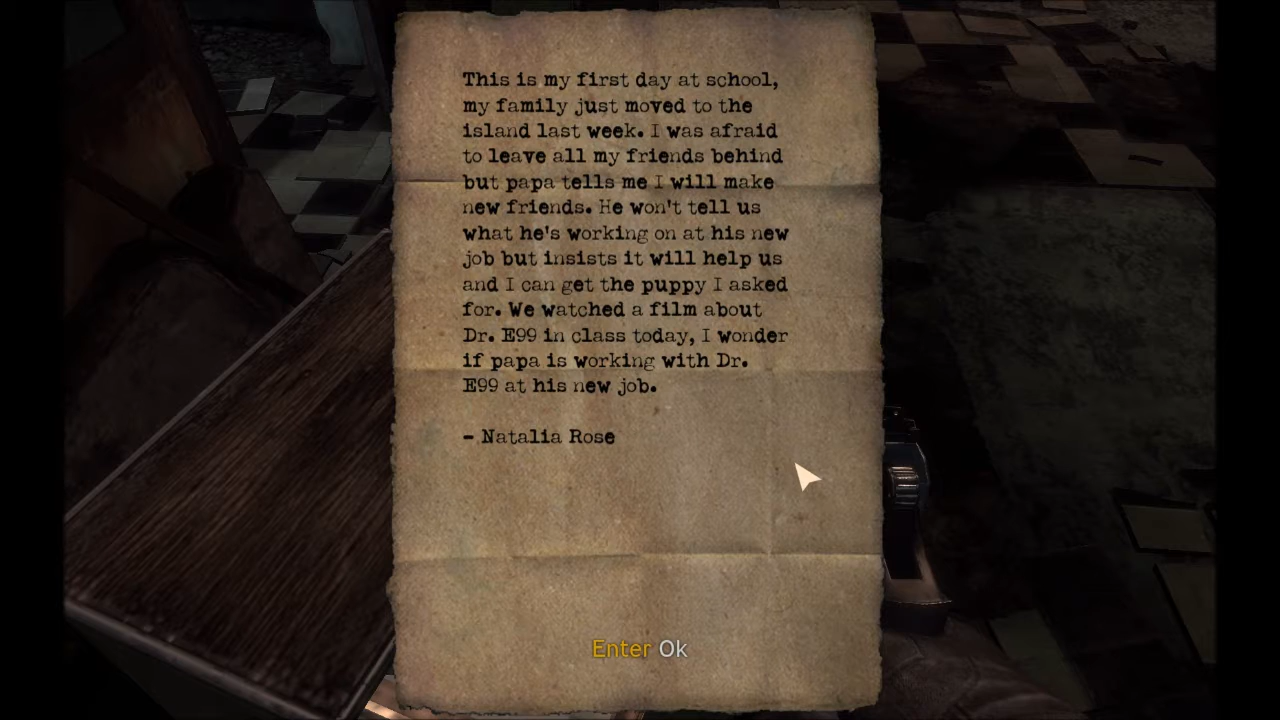 This is my first day at school,
my family just moved to the
island last week. I was afraid
to leave all my friends behind
but papa tells me I will make
new friends. He won't tell us
what he's working on at his new
job but insists it will help us
and I can get the puppy I asked
for. We watched a film about
Dr. E99 in class today, I wonder
if papa is working with Dr.
E99 at his new job.
- Natalia Rose
Enter Ok